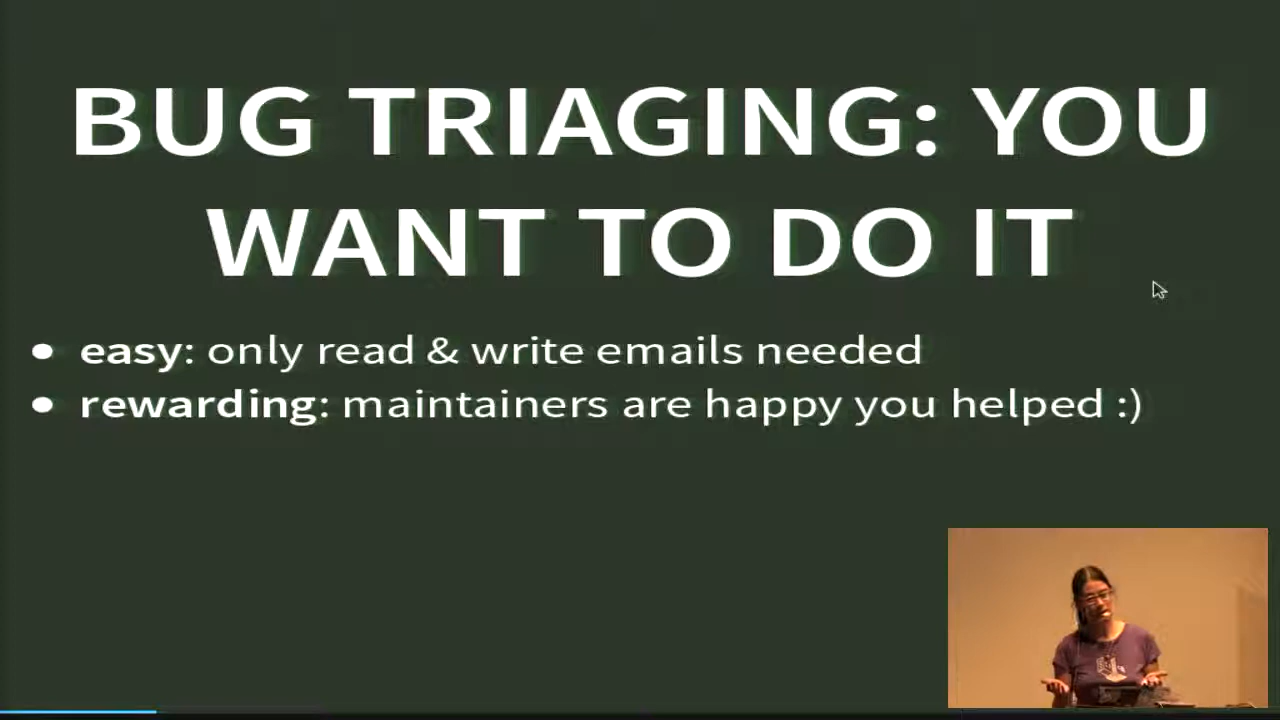 BUG TRIAGING: YOU
WANT TO DO IT
• easy: only read & write emails needed
• rewarding: maintainers are happy you helped :)